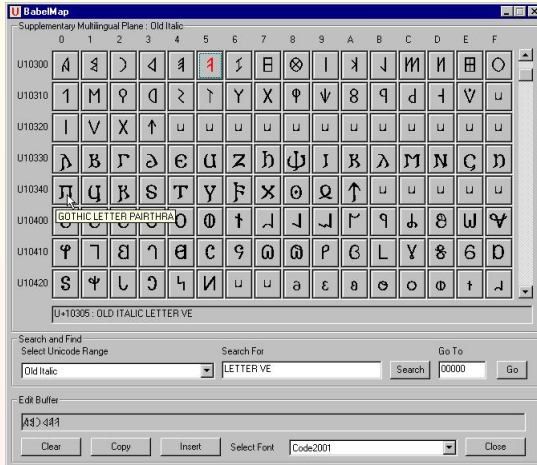 BabelMap
Supplementary Multilingual Plane : Old Italic
0 1 2 3 4 5 6 7 8 9 A B C D E F
U10300 𐌀 𐌁 𐌂 𐌃 𐌄 𐌅 𐌆 𐌇 𐌈 𐌉 𐌊 𐌋 𐌌 𐌍 𐌎 𐌏
U10310 𐌐 𐌑 𐌒 𐌓 𐌔 𐌕 𐌖 𐌗 𐌘 𐌙 𐌚 𐌛 𐌜 𐌝 𐌞 u
U10320 𐌠 𐌡 𐌢 𐌣 u u u u u u u u u u u u
U10330 𐌰 𐌱 𐌲 𐌳 𐌴 𐌵 𐌶 𐌷 𐌸 𐌹 𐌺 𐌻 𐌼 𐌽 𐌾 𐌿
U10340 𐍀 𐍁 𐍂 𐍃 𐍄 𐍅 𐍆 𐍇 𐍈 𐍉 𐍊 u u u u u
GOTHIC LETTER PAIRTHRA
U10400 𐐄 𐐅 𐐆 𐐇 𐐈 𐐉 𐐊 𐐋 𐐌 𐐍 𐐎 𐐏
U10410 𐐐 𐐑 𐐒 𐐓 𐐔 𐐕 𐐖 𐐗 𐐘 𐐙 𐐚 𐐛 𐐜 𐐝 𐐞 𐐟
U10420 𐐠 𐐡 𐐢 𐐣 𐐤 𐐥 u u 𐐨 𐐩 𐐪 𐐫 𐐬 𐐭 𐐮 𐐯
U+10305 : OLD ITALIC LETTER VE
Search and Find
Select Unicode Range Search For Go To
Old Italic LETTER VE Search 00000 Go
Edit Buffer
𐌀𐌁𐌂𐌃𐌄𐌅
Clear Copy Insert Select Font Code2001 Close